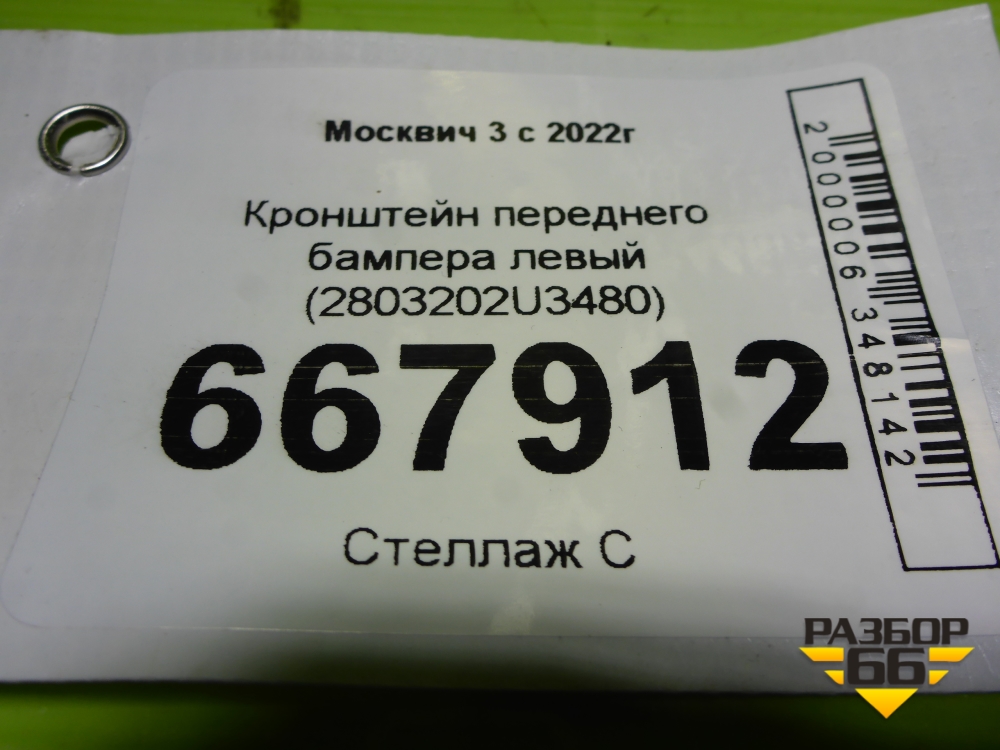 Москвич 3 с 2022г
Кронштейн переднего
бампера левый
(2803202U3480)
667912
Стеллаж С
2000006348142
РАЗБОР
66